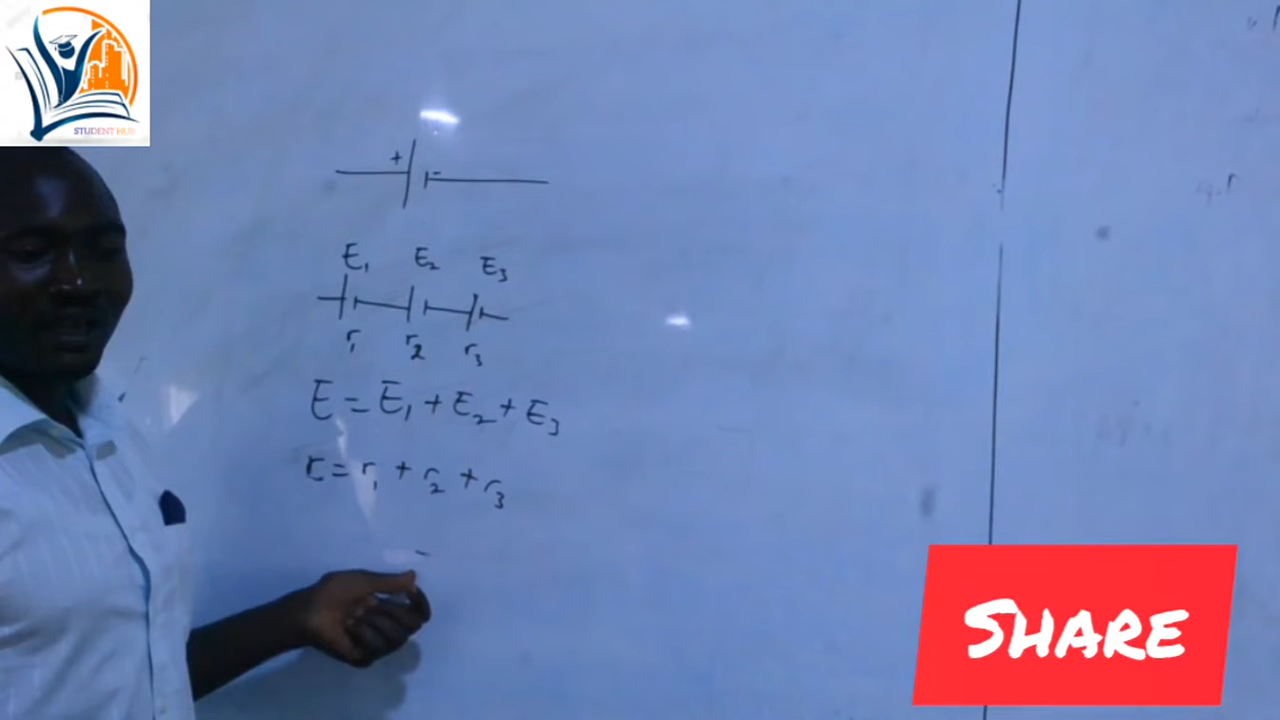 STUDENT HUB
+ -
E₁ E₂ E₃
r₁ r₂ r₃
E = E₁ + E₂ + E₃
r = r₁ + r₂ + r₃
SHARE